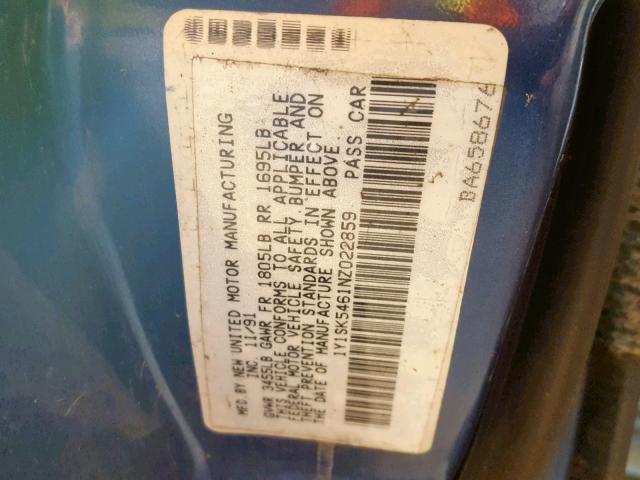 MFD BY NEW UNITED MOTOR MANUFACTURING
INC. 11/91
GVWR 3455LB GAWR FR 1805LB RR 1695LB
THIS VEHICLE CONFORMS TO ALL APPLICABLE
FEDERAL MOTOR VEHICLE SAFETY, BUMPER AND
THEFT PREVENTION STANDARDS IN EFFECT ON
THE DATE OF MANUFACTURE SHOWN ABOVE.
1Y1SK5461NZ022859 PASS CAR
BA658676